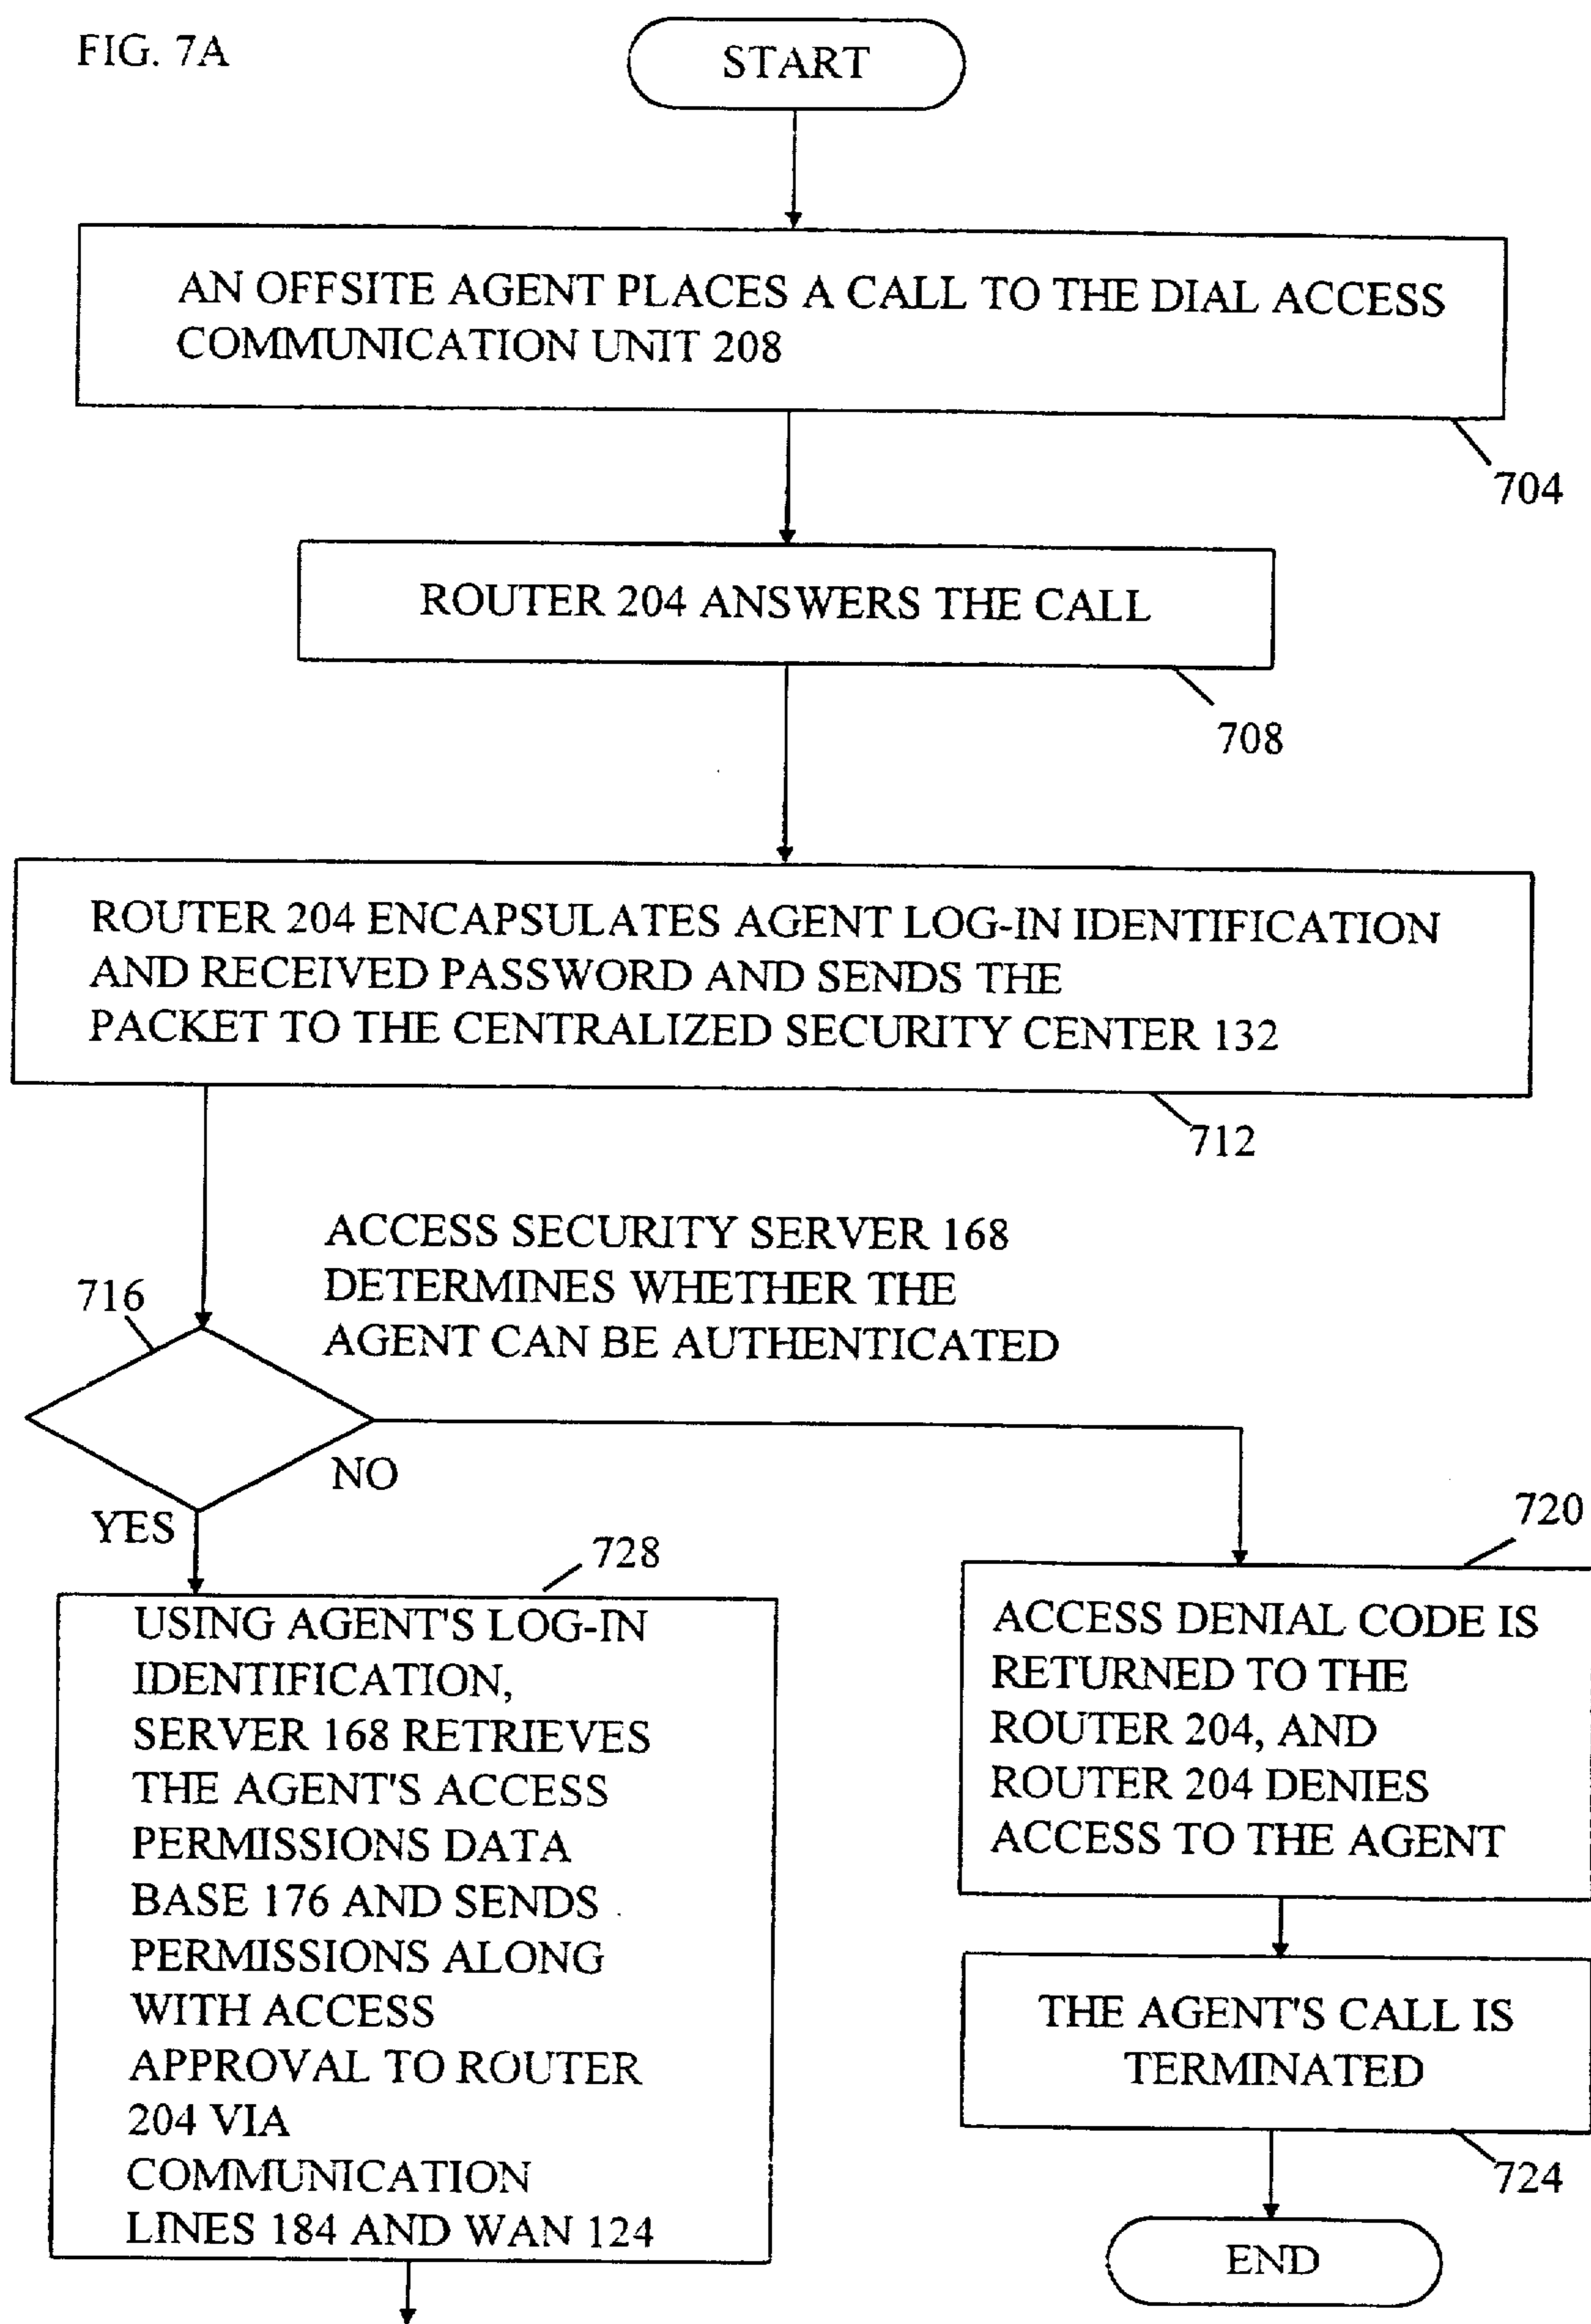 FIG. 7A
START
AN OFFSITE AGENT PLACES A CALL TO THE DIAL ACCESS
COMMUNICATION UNIT 208
704
ROUTER 204 ANSWERS THE CALL
708
ROUTER 204 ENCAPSULATES AGENT LOG-IN IDENTIFICATION
AND RECEIVED PASSWORD AND SENDS THE
PACKET TO THE CENTRALIZED SECURITY CENTER 132
712
ACCESS SECURITY SERVER 168
DETERMINES WHETHER THE
AGENT CAN BE AUTHENTICATED
716
NO
YES
728
USING AGENT'S LOG-IN
IDENTIFICATION,
SERVER 168 RETRIEVES
THE AGENT'S ACCESS
PERMISSIONS DATA
BASE 176 AND SENDS
PERMISSIONS ALONG
WITH ACCESS
APPROVAL TO ROUTER
204 VIA
COMMUNICATION
LINES 184 AND WAN 124
720
ACCESS DENIAL CODE IS
RETURNED TO THE
ROUTER 204, AND
ROUTER 204 DENIES
ACCESS TO THE AGENT
THE AGENT'S CALL IS
TERMINATED
724
END